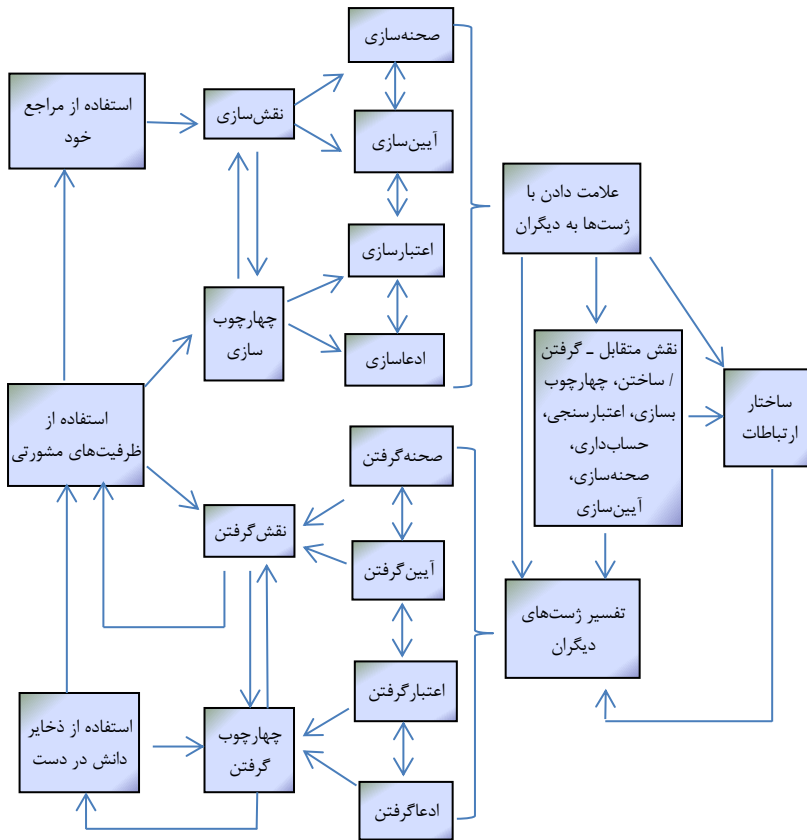 صحنه‌سازی
استفاده از مراجع
خود
نقش‌سازی
آیین‌سازی
علامت دادن با
ژست‌ها به دیگران
اعتبارسازی
چهارچوب
سازی
ادعاسازی
نقش متقابل ـ گرفتن
/ ساختن، چهارچوب
بسازی، اعتبارسنجی،
حساب‌داری،
صحنه‌سازی،
آیین‌سازی
ساختار
ارتباطات
استفاده از
ظرفیت‌های مشورتی
صحنه‌گرفتن
نقش‌گرفتن
آیین‌گرفتن
تفسیر ژست‌های
دیگران
اعتبارگرفتن
استفاده از ذخایر
دانش در دست
چهارچوب
گرفتن
ادعاگرفتن